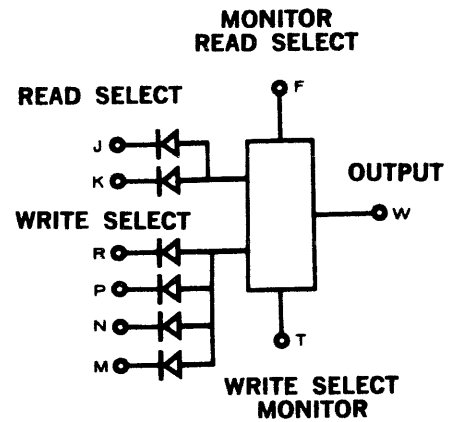 MONITOR
READ SELECT
F
READ SELECT
J
K
OUTPUT
W
WRITE SELECT
R
P
N
M
T
WRITE SELECT
MONITOR